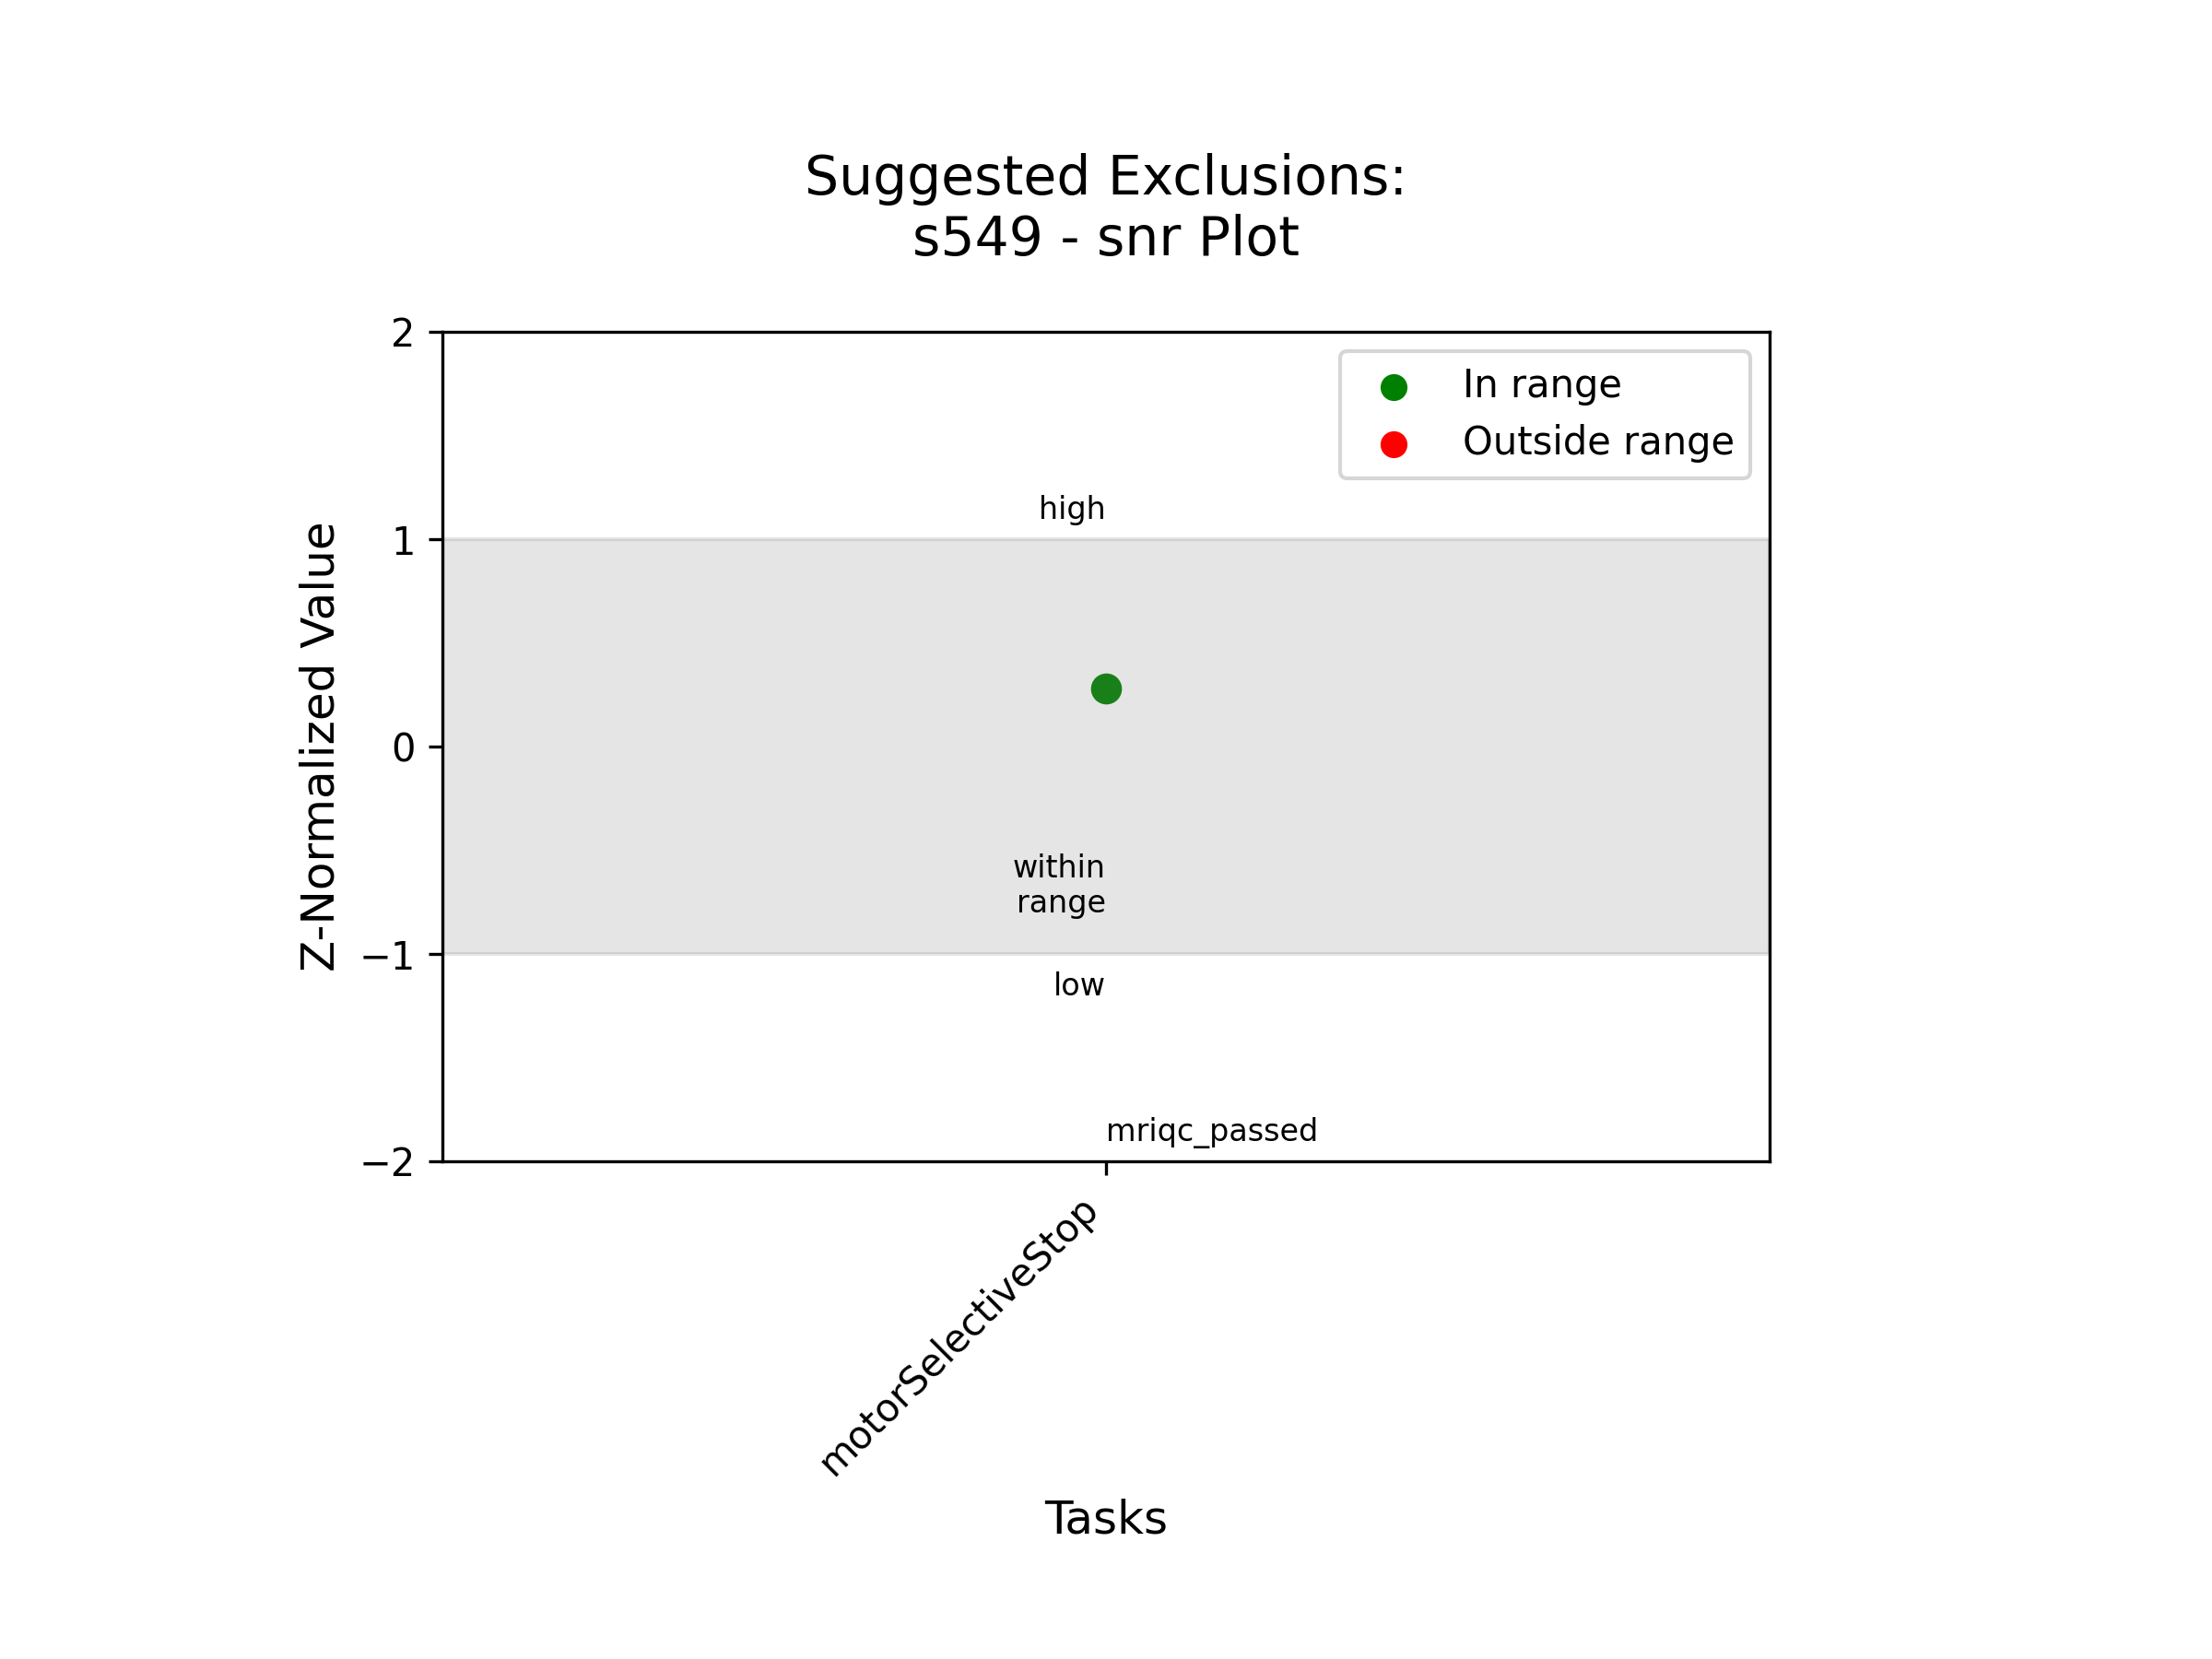 Suggested Exclusions:
s549 - snr Plot
2
In range
Outside range
high
1
Z-Normalized Value
0
within
range
−1
low
mriqc_passed
−2
motorSelectiveStop
Tasks